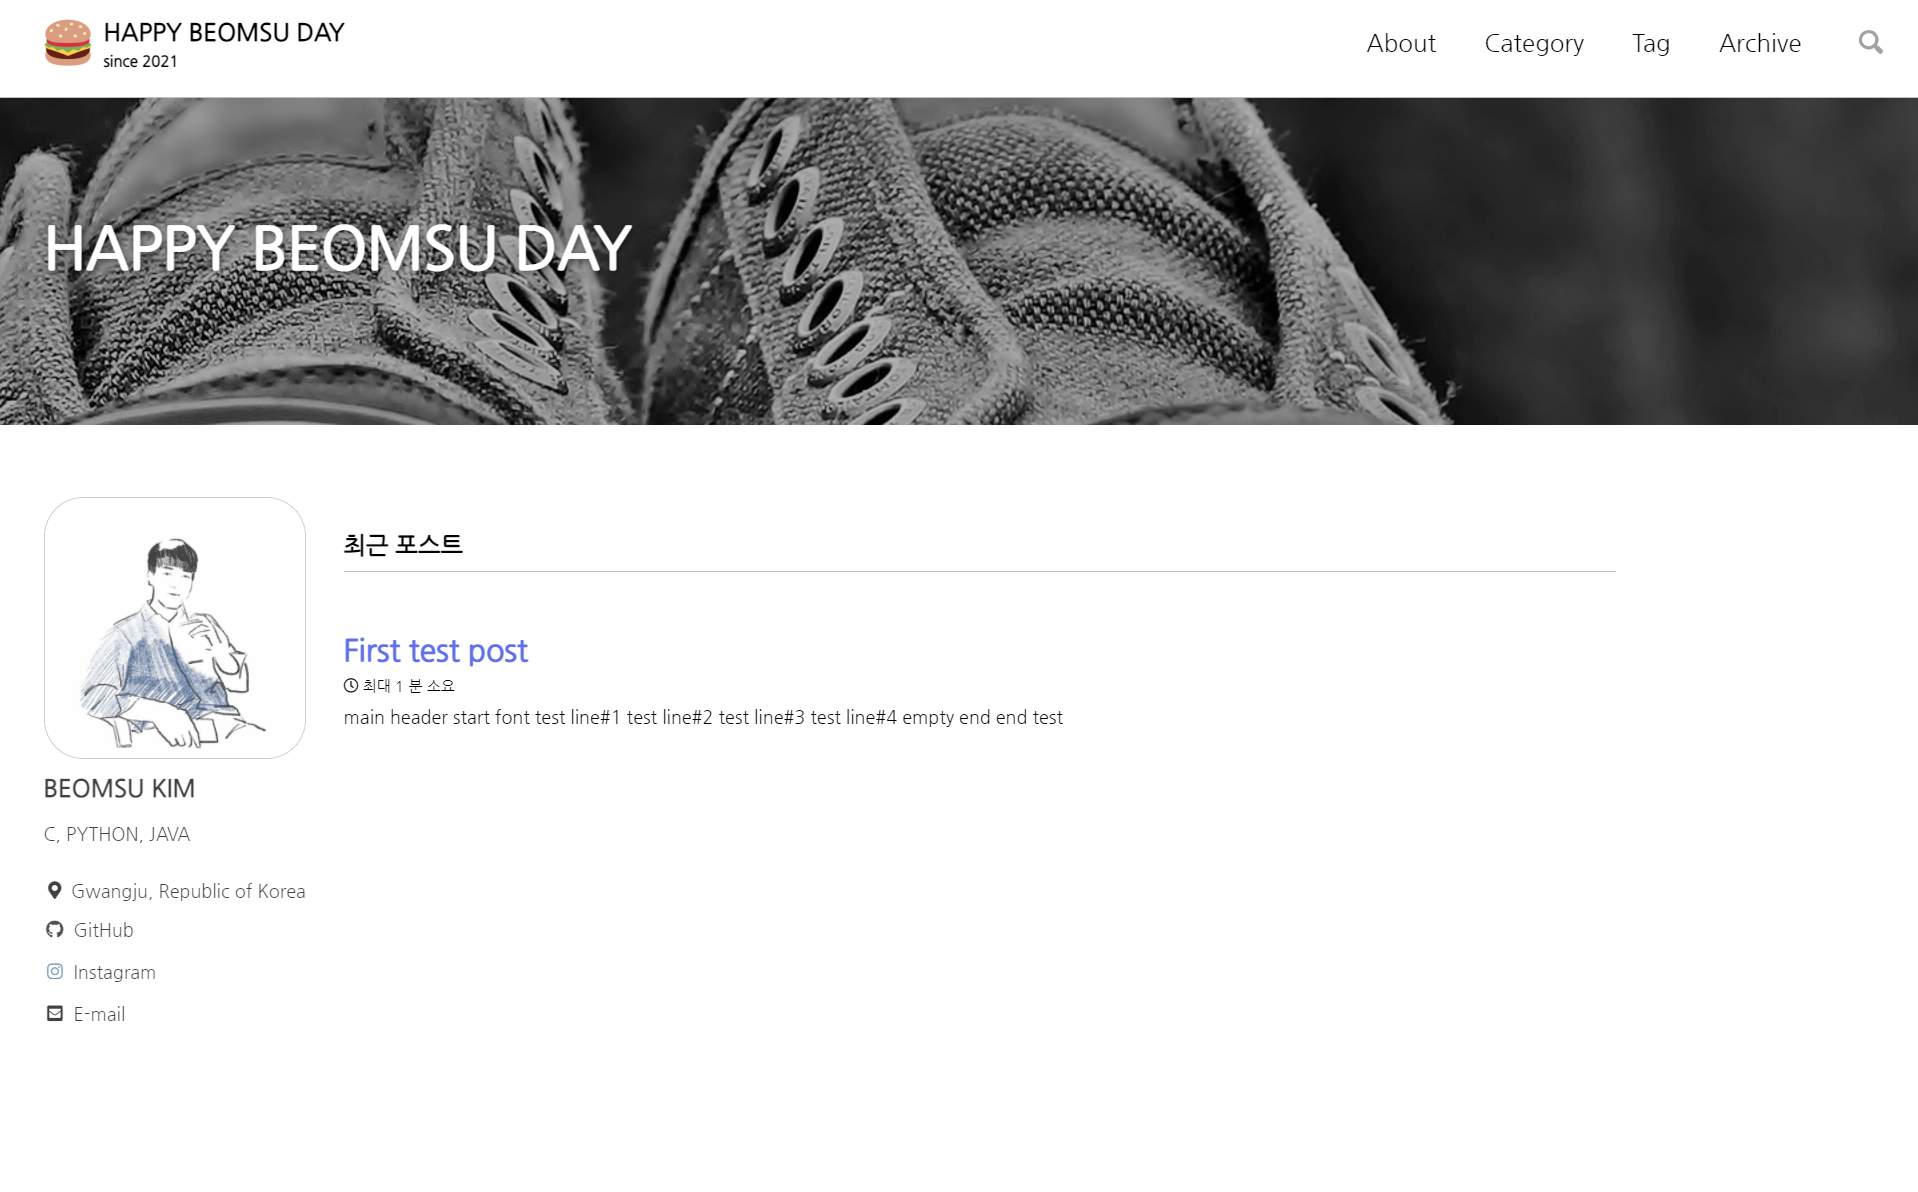 HAPPY BEOMSU DAY
since 2021
About
Category
Tag
Archive
HAPPY BEOMSU DAY
최근 포스트
First test post
최대 1 분 소요
main header start font test line#1 test line#2 test line#3 test line#4 empty end end test
BEOMSU KIM
C, PYTHON, JAVA
Gwangju, Republic of Korea
GitHub
Instagram
E-mail